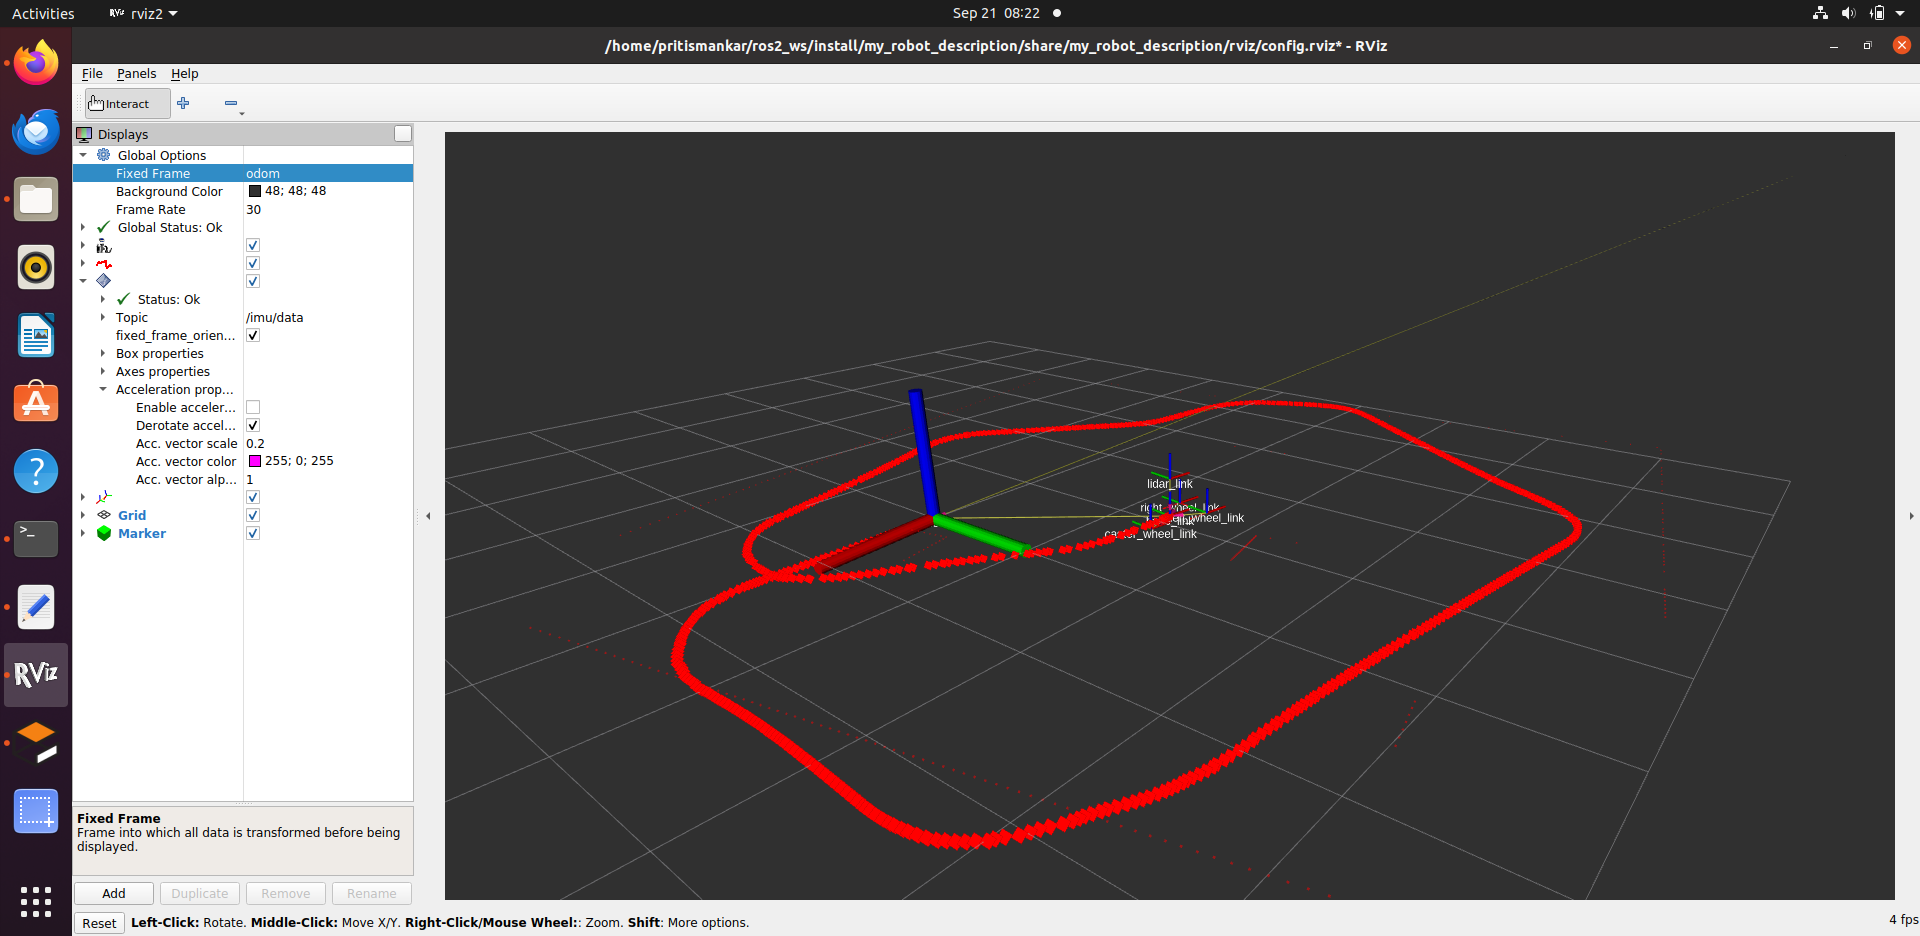 Activities
rviz2
Sep 21 08:22
/home/pritismankar/ros2_ws/install/my_robot_description/share/my_robot_description/rviz/config.rviz* - RViz
File Panels Help
Interact
Displays
Global Options
Fixed Frame odom
Background Color 48; 48; 48
Frame Rate 30
Global Status: Ok
Status: Ok
Topic /imu/data
fixed_frame_orien...
Box properties
Axes properties
Acceleration prop...
Enable acceler...
Derotate accel...
Acc. vector scale 0.2
Acc. vector color 255; 0; 255
Acc. vector alp... 1
Grid
Marker
lidar_link
caster_wheel_link
RViz
Fixed Frame
Frame into which all data is transformed before being
displayed.
Add Duplicate Remove Rename
Reset Left-Click: Rotate. Middle-Click: Move X/Y. Right-Click/Mouse Wheel:: Zoom. Shift: More options.
4 fps